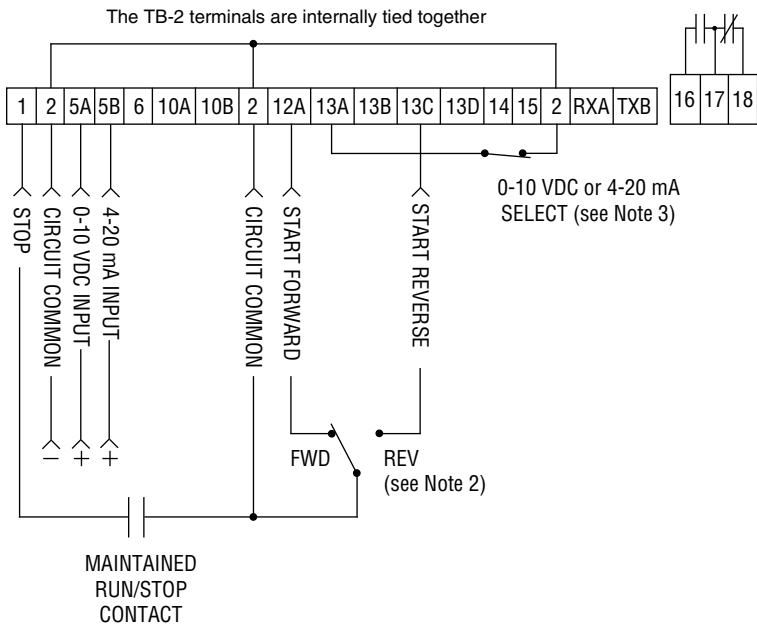 The TB-2 terminals are internally tied together
1 2 5A 5B 6 10A 10B 2 12A 13A 13B 13C 13D 14 15 2 RXA TXB
16 17 18
0-10 VDC or 4-20 mA
SELECT (see Note 3)
STOP
CIRCUIT COMMON
0-10 VDC INPUT
4-20 mA INPUT
CIRCUIT COMMON
START FORWARD
START REVERSE
– + +
FWD
REV
(see Note 2)
MAINTAINED
RUN/STOP
CONTACT